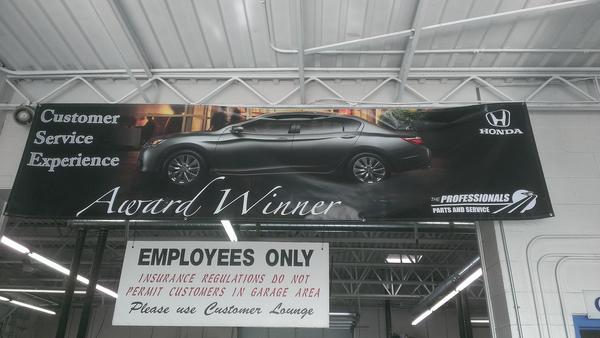 Customer
Service
Experience
HONDA
Award Winner
THE PROFESSIONALS
PARTS AND SERVICE
EMPLOYEES ONLY
INSURANCE REGULATIONS DO NOT
PERMIT CUSTOMERS IN GARAGE AREA
Please use Customer Lounge